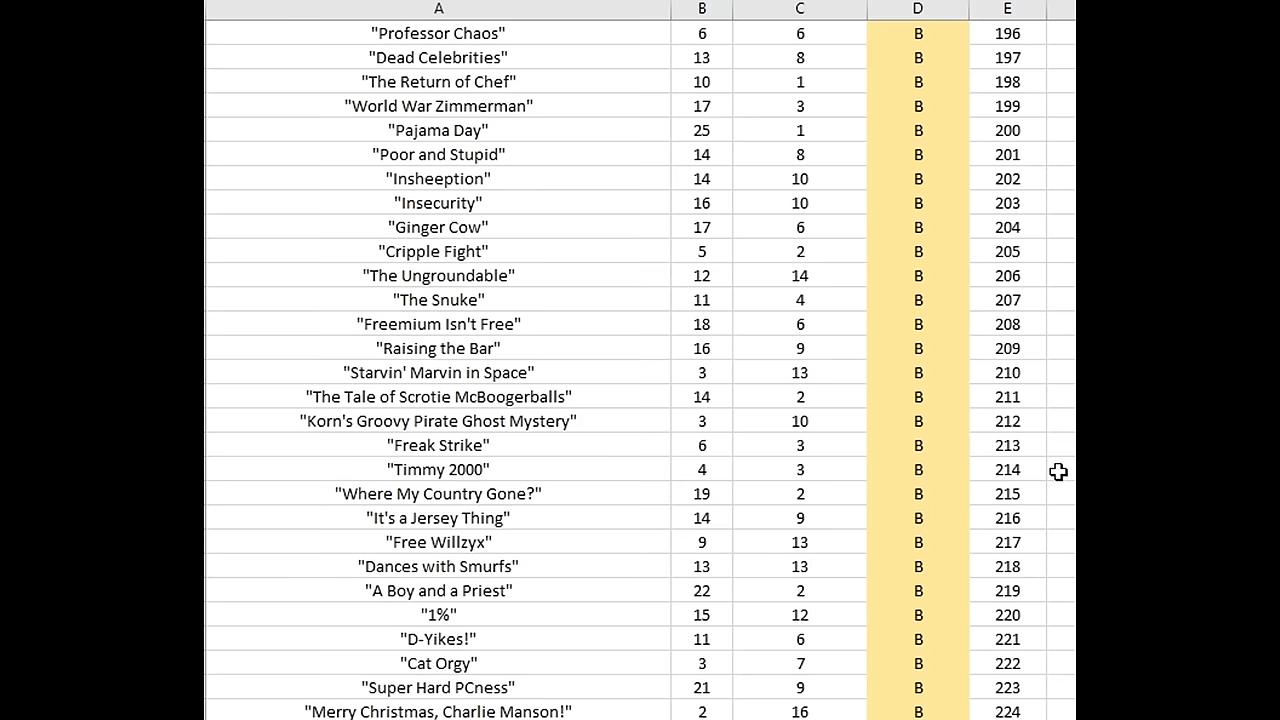 A B C D E
"Professor Chaos" 6 6 B 196
"Dead Celebrities" 13 8 B 197
"The Return of Chef" 10 1 B 198
"World War Zimmerman" 17 3 B 199
"Pajama Day" 25 1 B 200
"Poor and Stupid" 14 8 B 201
"Insheeption" 14 10 B 202
"Insecurity" 16 10 B 203
"Ginger Cow" 17 6 B 204
"Cripple Fight" 5 2 B 205
"The Ungroundable" 12 14 B 206
"The Snuke" 11 4 B 207
"Freemium Isn't Free" 18 6 B 208
"Raising the Bar" 16 9 B 209
"Starvin' Marvin in Space" 3 13 B 210
"The Tale of Scrotie McBoogerballs" 14 2 B 211
"Korn's Groovy Pirate Ghost Mystery" 3 10 B 212
"Freak Strike" 6 3 B 213
"Timmy 2000" 4 3 B 214
"Where My Country Gone?" 19 2 B 215
"It's a Jersey Thing" 14 9 B 216
"Free Willzyx" 9 13 B 217
"Dances with Smurfs" 13 13 B 218
"A Boy and a Priest" 22 2 B 219
"1%" 15 12 B 220
"D-Yikes!" 11 6 B 221
"Cat Orgy" 3 7 B 222
"Super Hard PCness" 21 9 B 223
"Merry Christmas, Charlie Manson!" 2 16 B 224